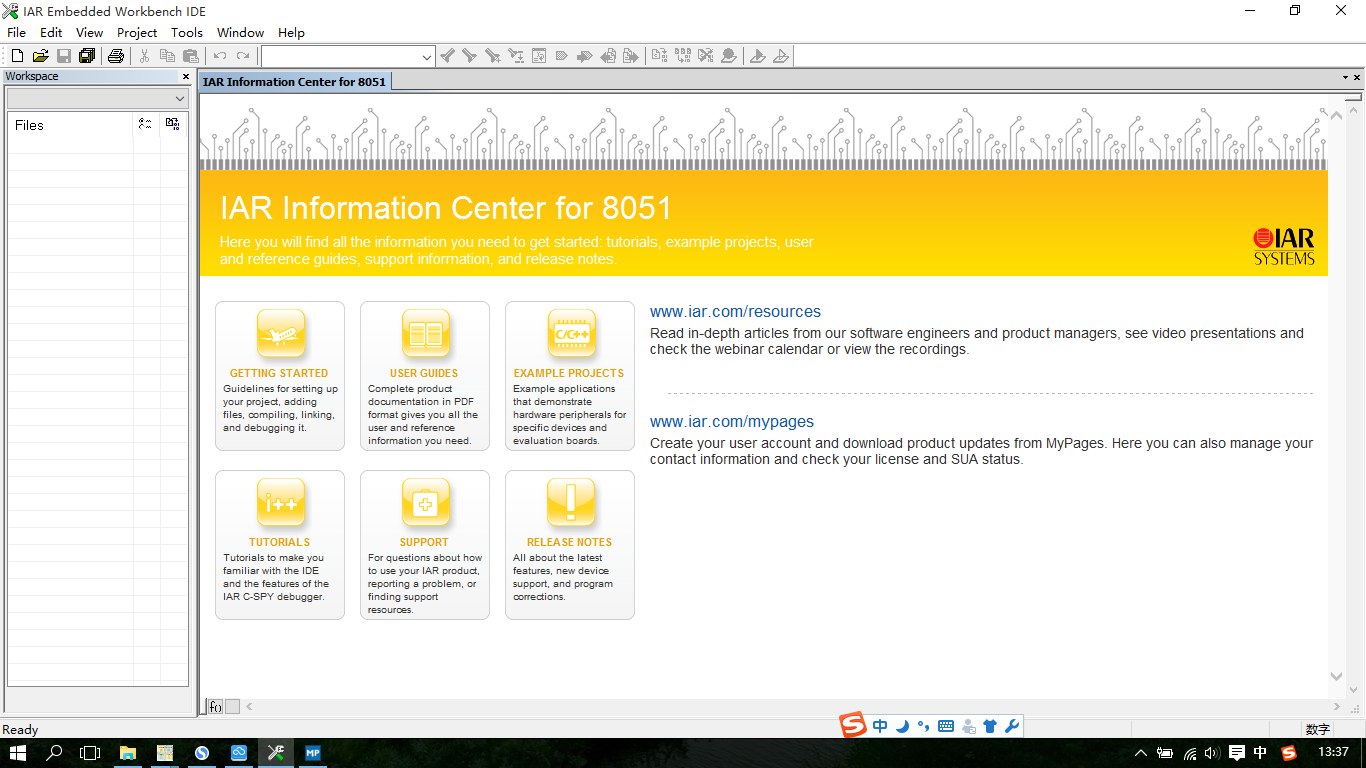 IAR Embedded Workbench IDE
File Edit View Project Tools Window Help
Workspace
Files
IAR Information Center for 8051
IAR Information Center for 8051
Here you will find all the information you need to get started: tutorials, example projects, user
and reference guides, support information, and release notes.
IAR
SYSTEMS
GETTING STARTED
Guidelines for setting up
your project, adding
files, compiling, linking,
and debugging it.
USER GUIDES
Complete product
documentation in PDF
format gives you all the
user and reference
information you need.
C/C++
EXAMPLE PROJECTS
Example applications
that demonstrate
hardware peripherals for
specific devices and
evaluation boards.
i++
TUTORIALS
Tutorials to make you
familiar with the IDE
and the features of the
IAR C-SPY debugger.
SUPPORT
For questions about how
to use your IAR product,
reporting a problem, or
finding support
resources.
RELEASE NOTES
All about the latest
features, new device
support, and program
corrections.
www.iar.com/resources
Read in-depth articles from our software engineers and product managers, see video presentations and
check the webinar calendar or view the recordings.
www.iar.com/mypages
Create your user account and download product updates from MyPages. Here you can also manage your
contact information and check your license and SUA status.
f()
Ready
中
数字
MP
中
13:37